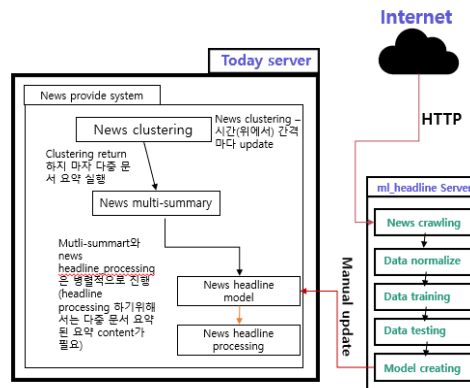 Internet
Today server
News provide system
News clustering
News clustering –
시간(위에서) 간격
마다 update
Clustering return
하지 마자 다중 문
서 요약 실행
News multi-summary
Mutli-summart와
news
headline_processing
은 병렬적으로 진행
(headline
processing 하기위해
서는 다중 문서 요약
된 요약 content가
필요)
News headline
model
News headline
processing
HTTP
Manual update
ml_headline Server
News crawling
Data normalize
Data training
Data testing
Model creating